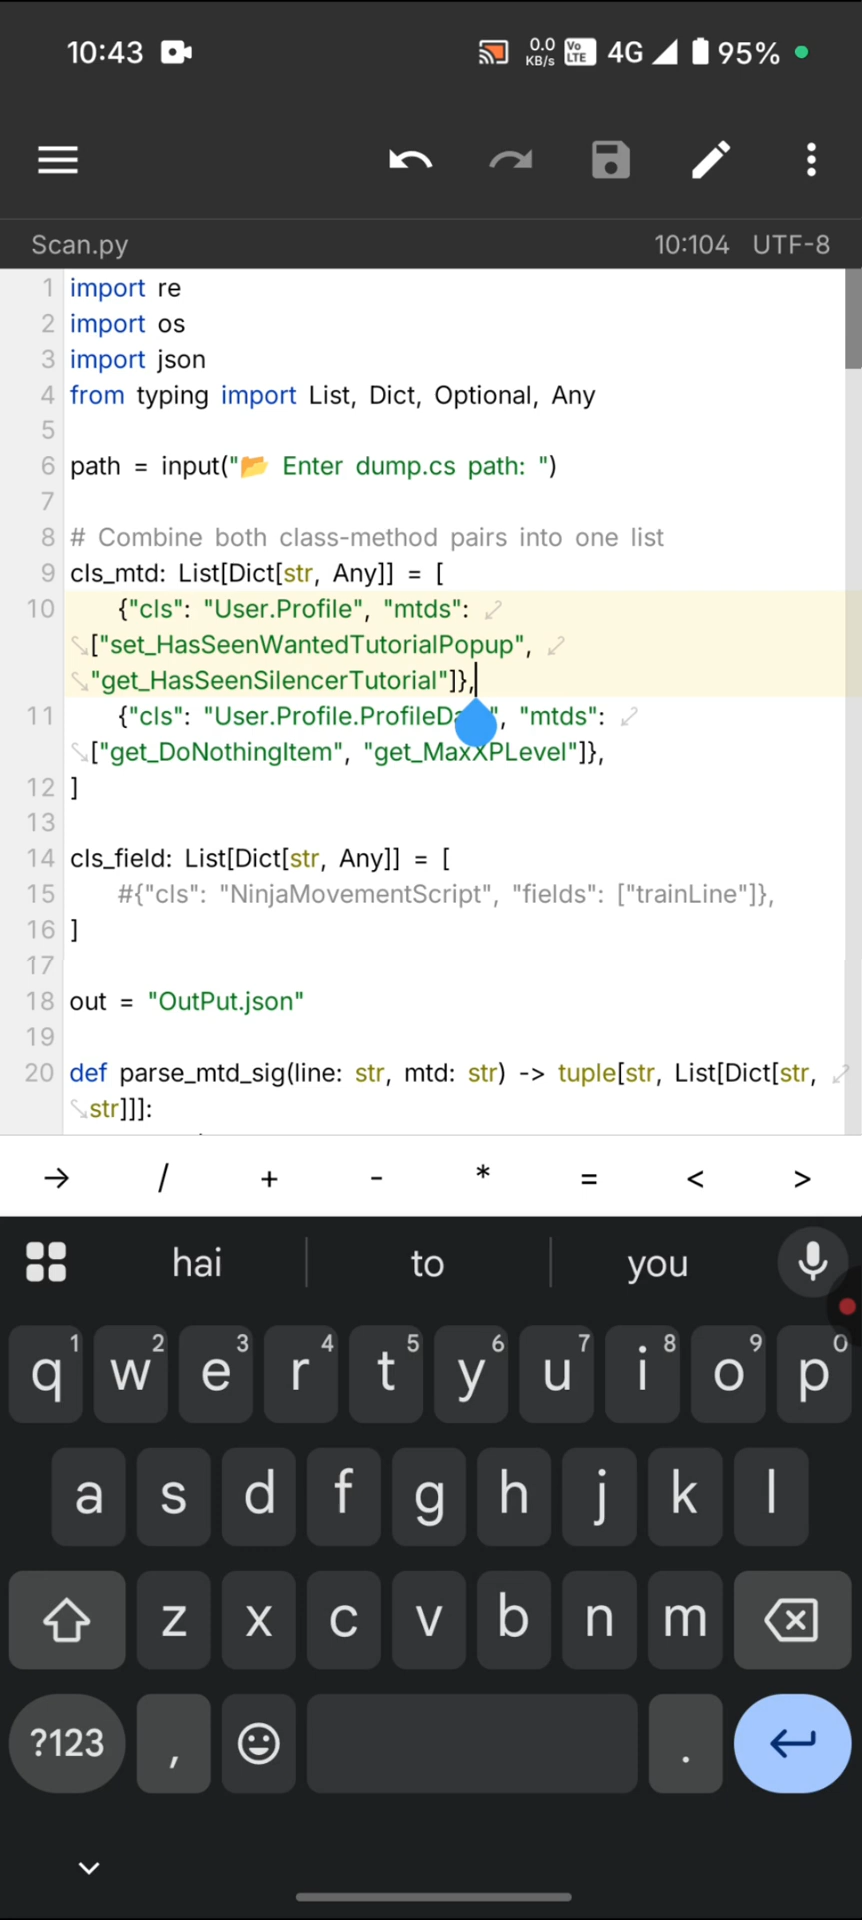 10:43
0.0
KB/s
Vo
LTE
4G
95%
Scan.py
10:104 UTF-8
1 import re
2 import os
3 import json
4 from typing import List, Dict, Optional, Any
5
6 path = input("📂 Enter dump.cs path: ")
7
8 # Combine both class-method pairs into one list
9 cls_mtd: List[Dict[str, Any]] = [
10 {"cls": "User.Profile", "mtds":
["set_HasSeenWantedTutorialPopup",
"get_HasSeenSilencerTutorial"]},
11 {"cls": "User.Profile.ProfileD", "mtds":
["get_DoNothingItem", "get_MaxXPLevel"]},
12 ]
13
14 cls_field: List[Dict[str, Any]] = [
15 #{"cls": "NinjaMovementScript", "fields": ["trainLine"]},
16 ]
17
18 out = "OutPut.json"
19
20 def parse_mtd_sig(line: str, mtd: str) -> tuple[str, List[Dict[str,
str]]]:
→ / + - * = < >
hai to you
q 1 w 2 e 3 r 4 t 5 y 6 u 7 i 8 o 9 p 0
a s d f g h j k l
z x c v b n m
?123 , .